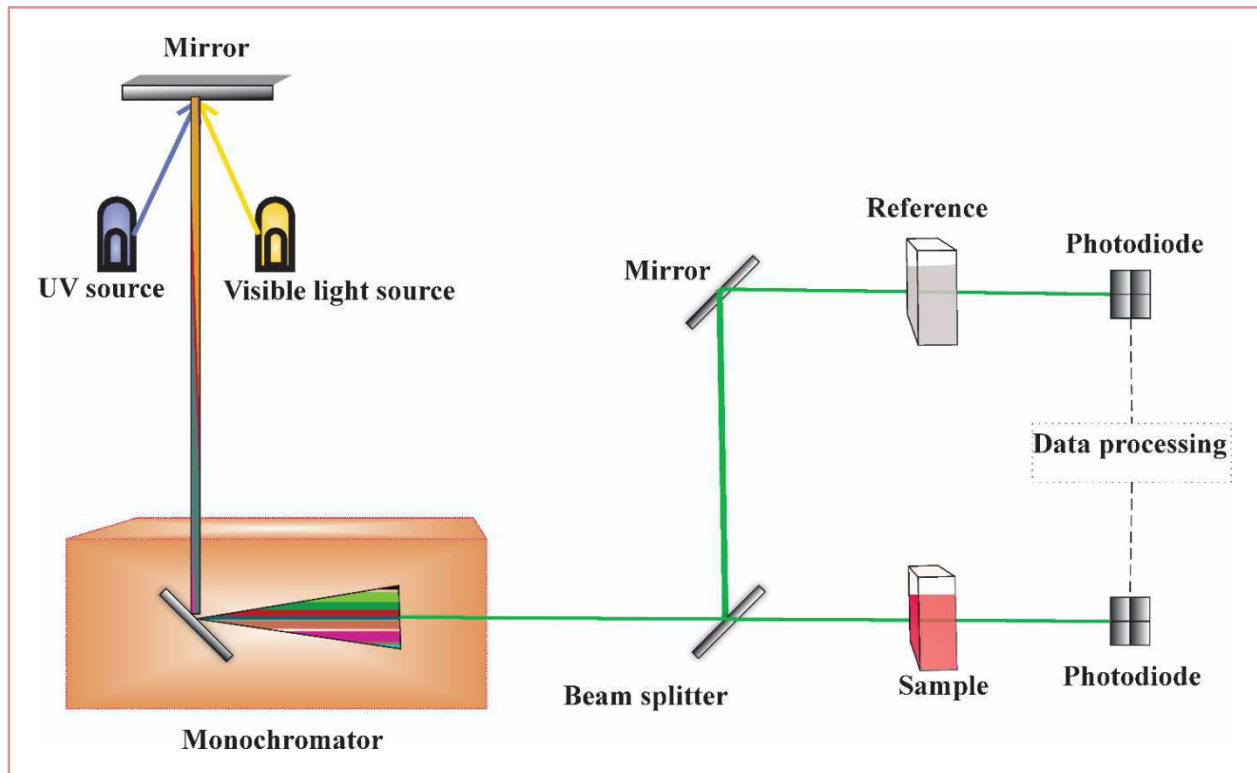 Mirror
UV source
Visible light source
Reference
Photodiode
Mirror
Data processing
Beam splitter
Sample
Photodiode
Monochromator